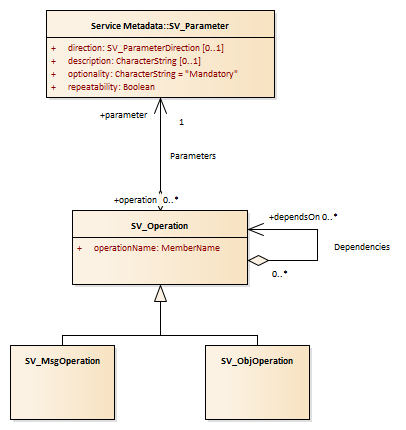 Service Metadata::SV_Parameter
+ direction: SV_ParameterDirection [0..1]
+ description: CharacterString [0..1]
+ optionality: CharacterString = "Mandatory"
+ repeatability: Boolean
+parameter
1
Parameters
+operation 0..*
SV_Operation
+ operationName: MemberName
+dependsOn 0..*
Dependencies
0..*
SV_MsgOperation
SV_ObjOperation